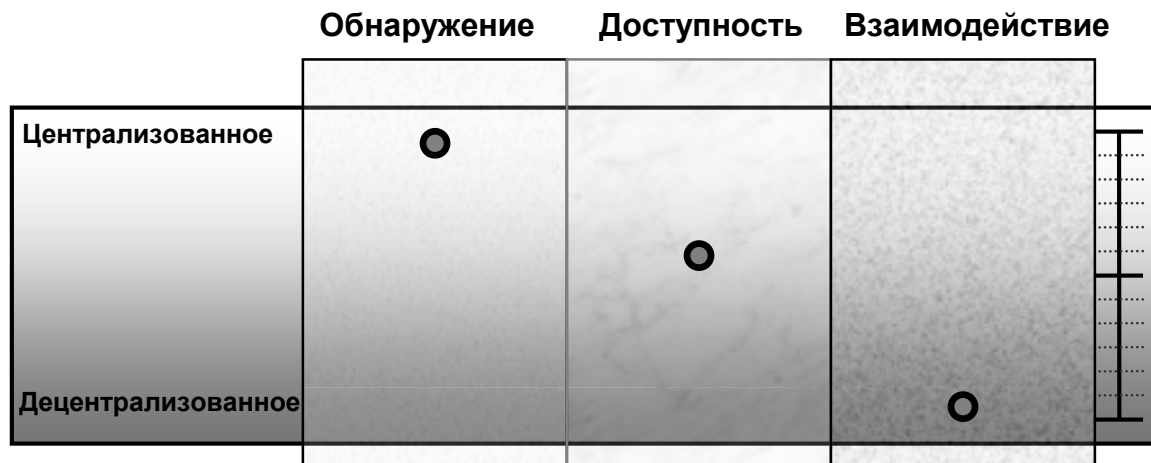 Обнаружение Доступность Взаимодействие
Централизованное
Децентрализованное